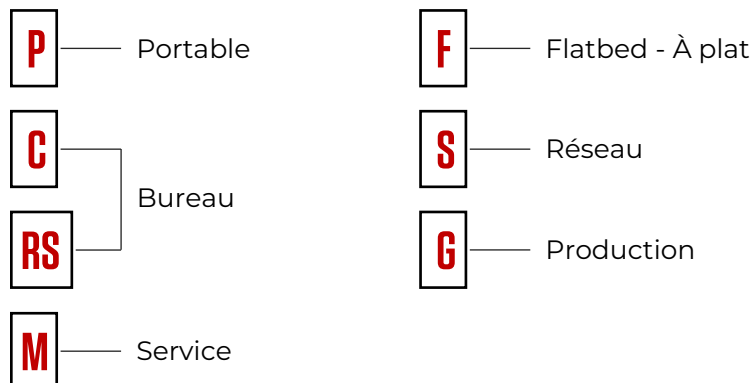 P Portable
C
Bureau
RS
M Service
F Flatbed - À plat
S Réseau
G Production